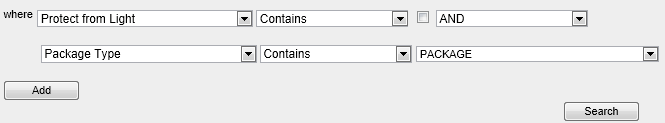 where Protect from Light Contains AND
Package Type Contains PACKAGE
Add
Search